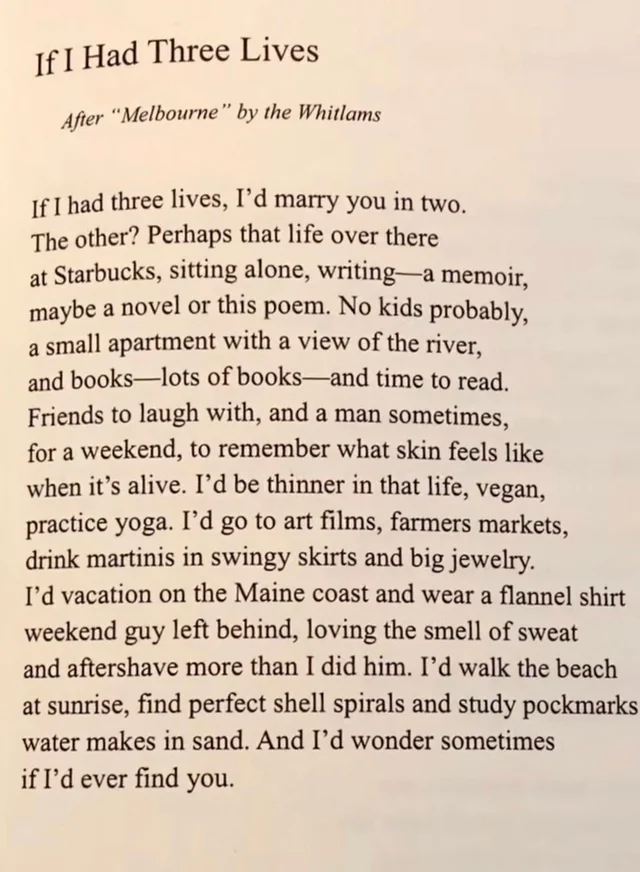 If I Had Three Lives
After “Melbourne” by the Whitlams
If I had three lives, I’d marry you in two.
The other? Perhaps that life over there
at Starbucks, sitting alone, writing—a memoir,
maybe a novel or this poem. No kids probably,
a small apartment with a view of the river,
and books—lots of books—and time to read.
Friends to laugh with, and a man sometimes,
for a weekend, to remember what skin feels like
when it’s alive. I’d be thinner in that life, vegan,
practice yoga. I’d go to art films, farmers markets,
drink martinis in swingy skirts and big jewelry.
I’d vacation on the Maine coast and wear a flannel shirt
weekend guy left behind, loving the smell of sweat
and aftershave more than I did him. I’d walk the beach
at sunrise, find perfect shell spirals and study pockmarks
water makes in sand. And I’d wonder sometimes
if I’d ever find you.